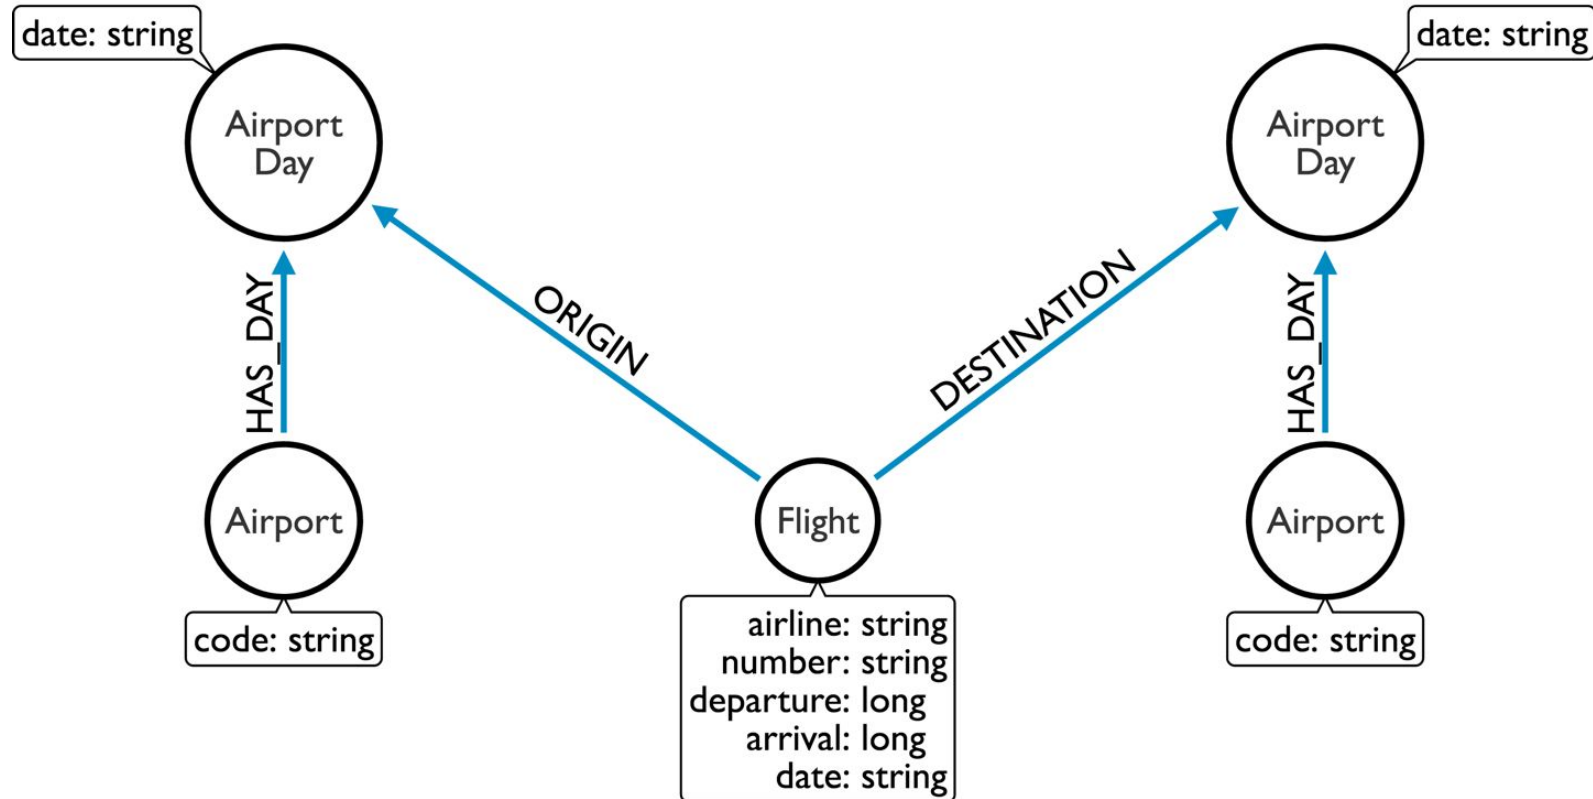 date: string
date: string
Airport
Day
Airport
Day
HAS_DAY
ORIGIN
DESTINATION
HAS_DAY
Airport
Flight
Airport
code: string
airline: string
number: string
departure: long
arrival: long
date: string
code: string